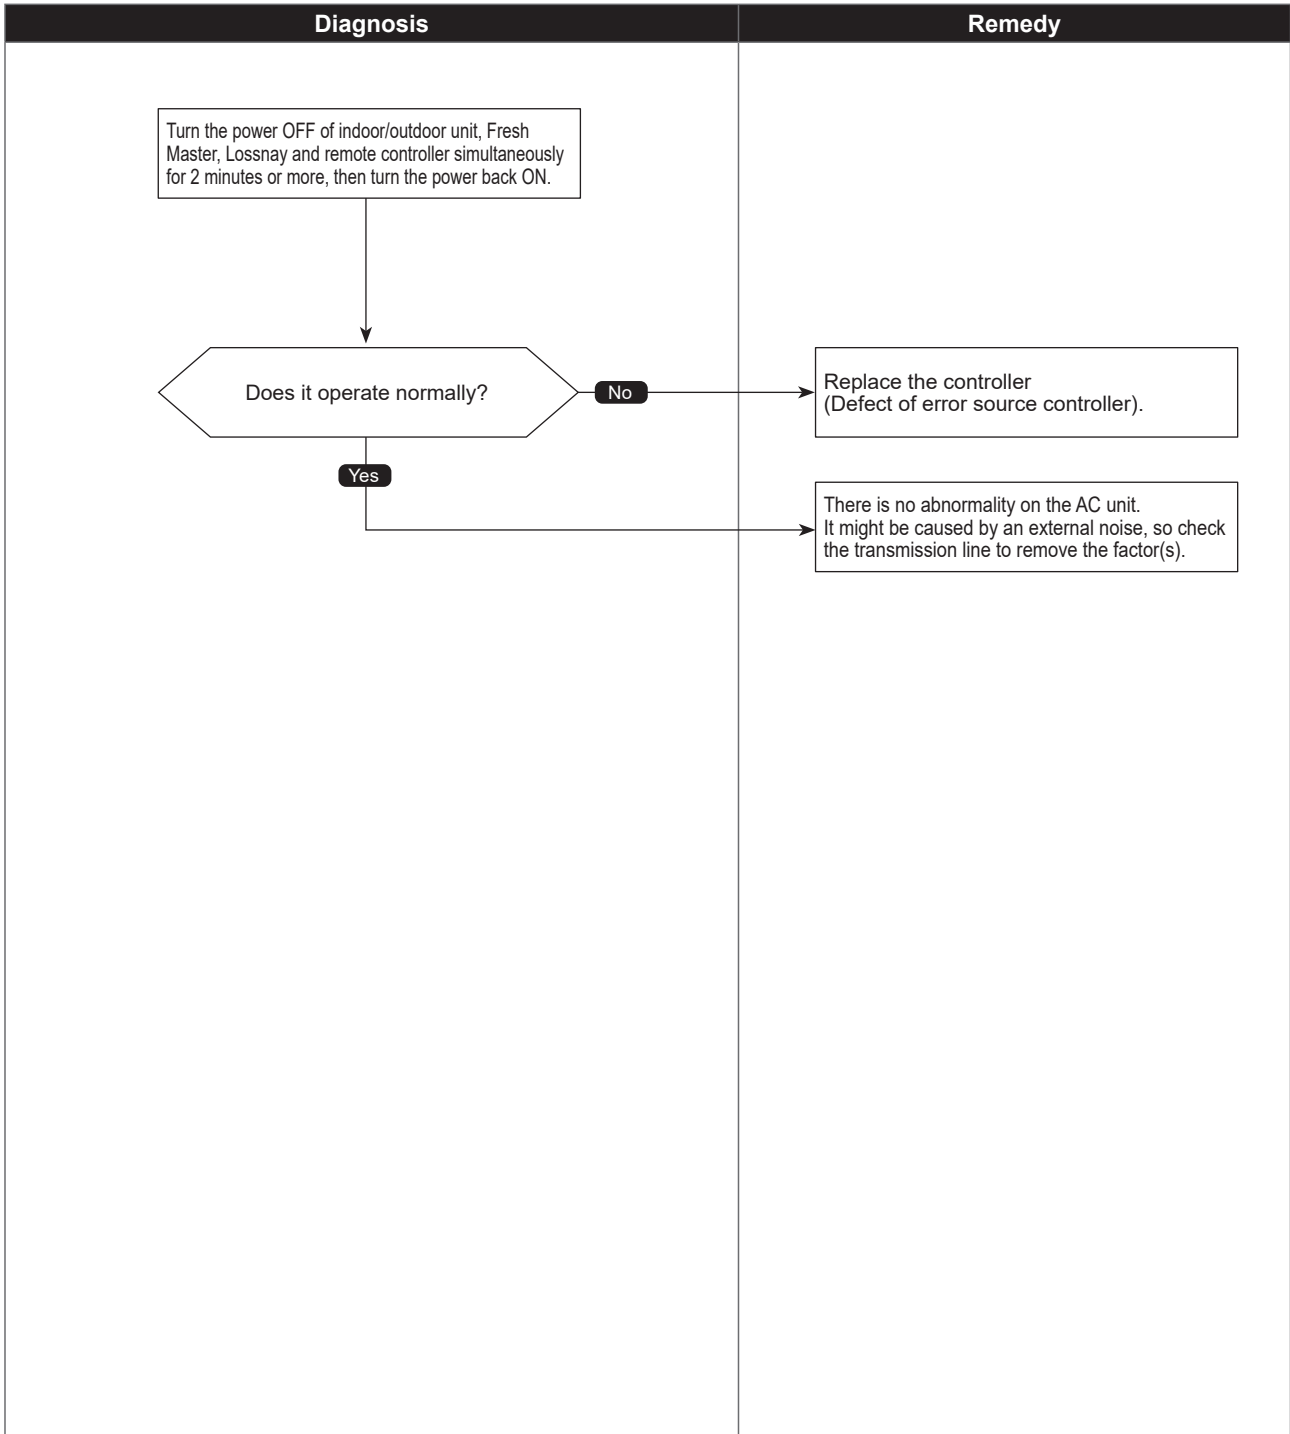 Diagnosis
Remedy
Turn the power OFF of indoor/outdoor unit, Fresh
Master, Lossnay and remote controller simultaneously
for 2 minutes or more, then turn the power back ON.
Does it operate normally?
No
Replace the controller
(Defect of error source controller).
Yes
There is no abnormality on the AC unit.
It might be caused by an external noise, so check
the transmission line to remove the factor(s).